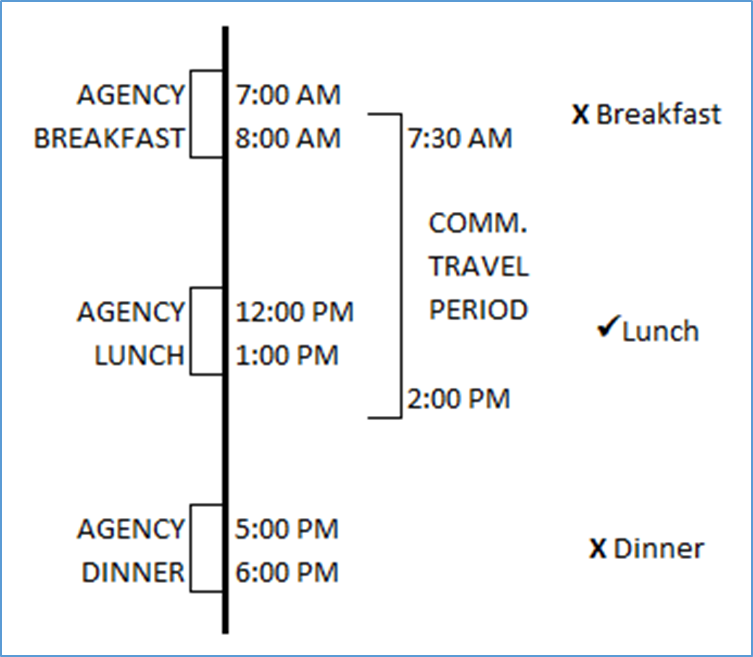 AGENCY 7:00 AM
BREAKFAST 8:00 AM
7:30 AM
X Breakfast
COMM.
TRAVEL
PERIOD
AGENCY 12:00 PM
LUNCH 1:00 PM
✓Lunch
2:00 PM
AGENCY 5:00 PM
DINNER 6:00 PM
X Dinner